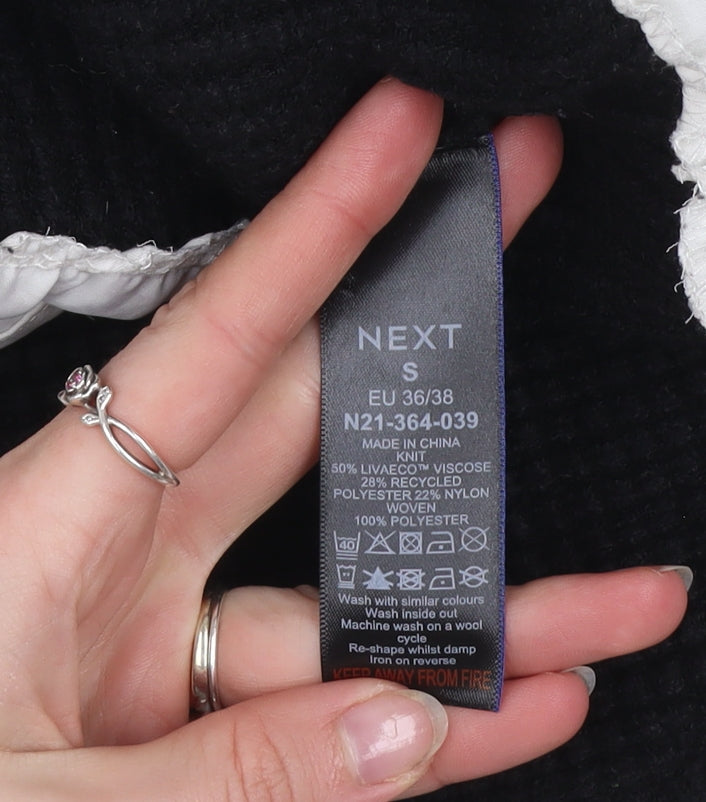 NEXT
S
EU 36/38
N21-364-039
MADE IN CHINA
KNIT
50% LIVAECO™ VISCOSE
28% RECYCLED
POLYESTER 22% NYLON
WOVEN
100% POLYESTER
40
Wash with similar colours
Wash inside out
Machine wash on a wool
cycle
Re-shape whilst damp
Iron on reverse
KEEP AWAY FROM FIRE